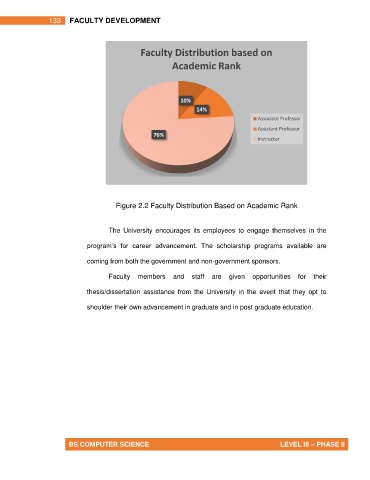 133 FACULTY DEVELOPMENT
Faculty Distribution based on
Academic Rank
10%
14%
76%
Associate Professor
Assistant Professor
Instructor
Figure 2.2 Faculty Distribution Based on Academic Rank
The University encourages its employees to engage themselves in the
program's for career advancement. The scholarship programs available are
coming from both the government and non-government sponsors.
Faculty members and staff are given opportunities for their
thesis/dissertation assistance from the University in the event that they opt to
shoulder their own advancement in graduate and in post graduate education.
BS COMPUTER SCIENCE LEVEL III – PHASE II